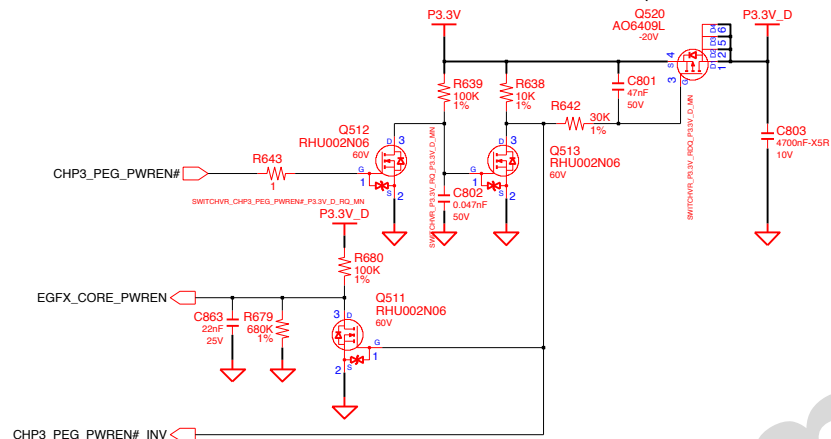 Q520
AO6409L
-20V
P3.3V
P3.3V_D
4
S
D4 6
D3 5
D2 2
D1 1
3
G
R639
100K
1%
R638
10K
1%
C801
47nF
50V
R642
30K
1%
C803
4700nF-X5R
10V
Q512
RHU002N06
60V
D 3
G
1
S
2
Q513
RHU002N06
60V
D 3
G
1
S
2
CHP3_PEG_PWREN#
R643
1
SWITCHVR_CHP3_PEG_PWREN#_P3.3V_D_RQ_MN
SWITCHVR_P3.3V_RQ_P3.3V_D_MN
SWITCHVR_P3.3V_RDQ_P3.3V_D_MN
C802
0.047nF
50V
P3.3V_D
R680
100K
1%
EGFX_CORE_PWREN
C863
22nF
25V
R679
680K
1%
Q511
RHU002N06
60V
3 D
G
1
S
2
CHP3_PEG_PWREN#_INV